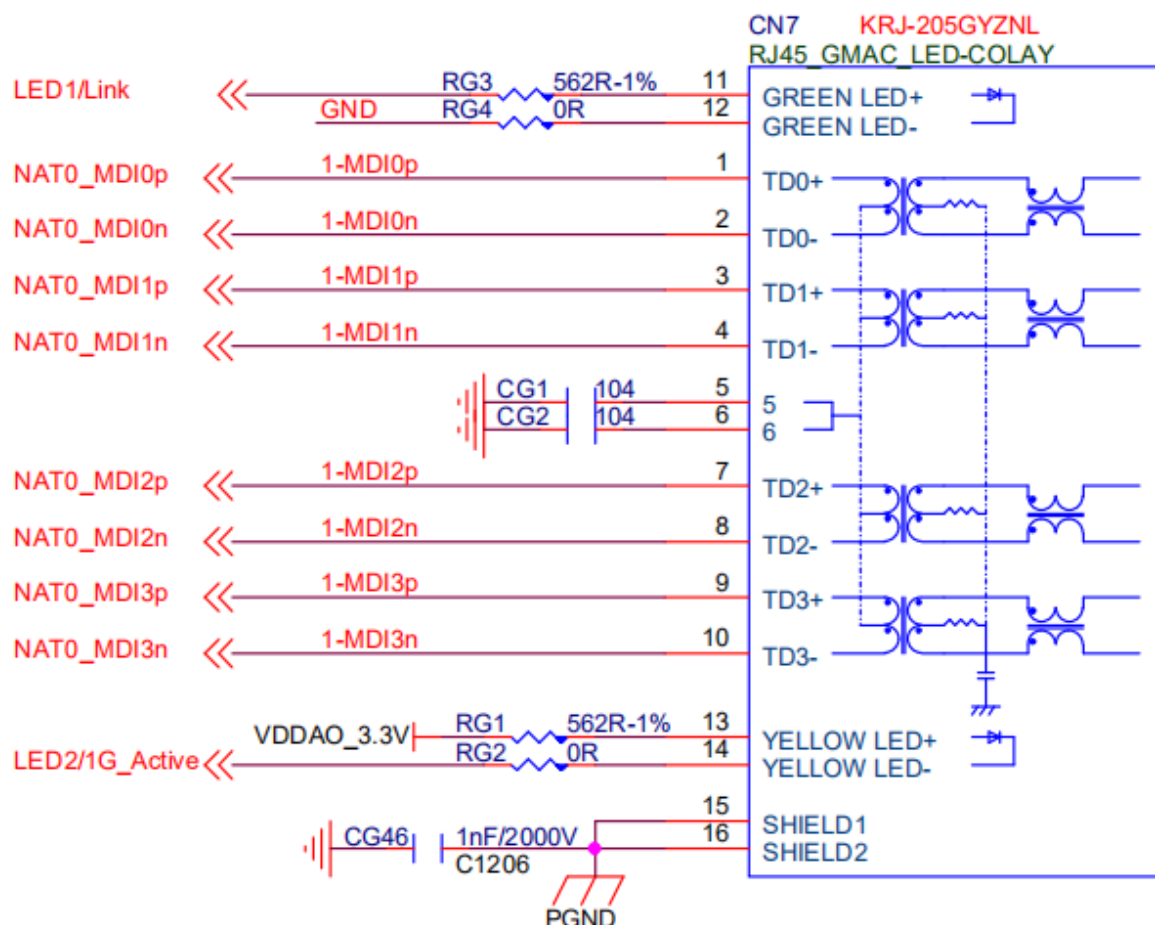 CN7 KRJ-205GYZNL
RJ45_GMAC_LED-COLAY
LED1/Link RG3 562R-1% 11 GREEN LED+
GND RG4 0R 12 GREEN LED-
NAT0_MDI0p 1-MDI0p 1 TD0+
NAT0_MDI0n 1-MDI0n 2 TD0-
NAT0_MDI1p 1-MDI1p 3 TD1+
NAT0_MDI1n 1-MDI1n 4 TD1-
CG1 104 5 5
CG2 104 6 6
NAT0_MDI2p 1-MDI2p 7 TD2+
NAT0_MDI2n 1-MDI2n 8 TD2-
NAT0_MDI3p 1-MDI3p 9 TD3+
NAT0_MDI3n 1-MDI3n 10 TD3-
VDDAO_3.3V RG1 562R-1% 13 YELLOW LED+
LED2/1G_Active RG2 0R 14 YELLOW LED-
15 SHIELD1
CG46 1nF/2000V 16 SHIELD2
C1206
PGND